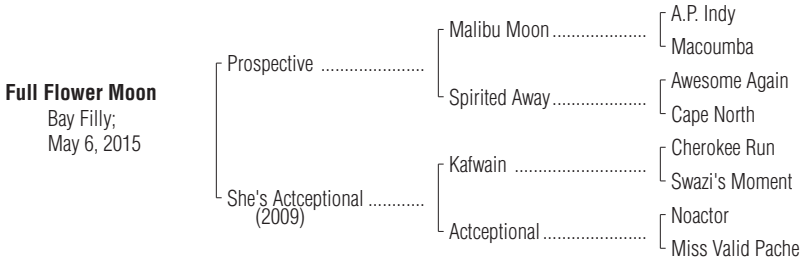 Full Flower Moon
Bay Filly;
May 6, 2015
Prospective ......................
She's Actceptional ............
(2009)
Malibu Moon ....................
Spirited Away ....................
Kafwain ............................
Actceptional ......................
A.P. Indy
Macoumba
Awesome Again
Cape North
Cherokee Run
Swazi's Moment
Noactor
Miss Valid Pache